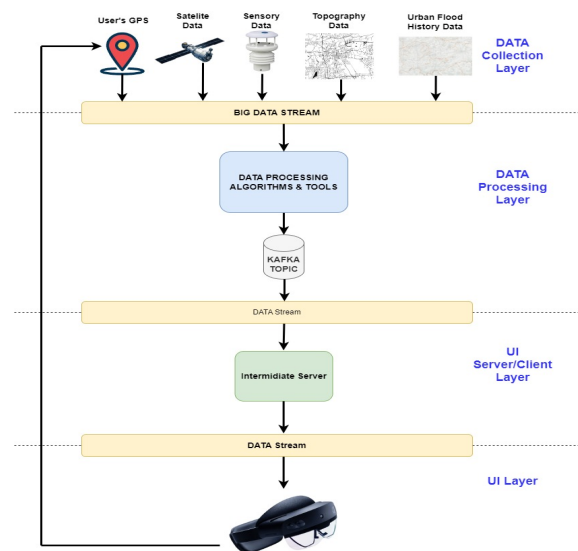 User's GPS
Satelite
Data
Sensory
Data
Topography
Data
Urban Flood
History Data
DATA
Collection
Layer
BIG DATA STREAM
DATA PROCESSING
ALGORITHMS & TOOLS
DATA
Processing
Layer
KAFKA
TOPIC
DATA Stream
Intermidiate Server
UI
Server/Client
Layer
DATA Stream
UI Layer